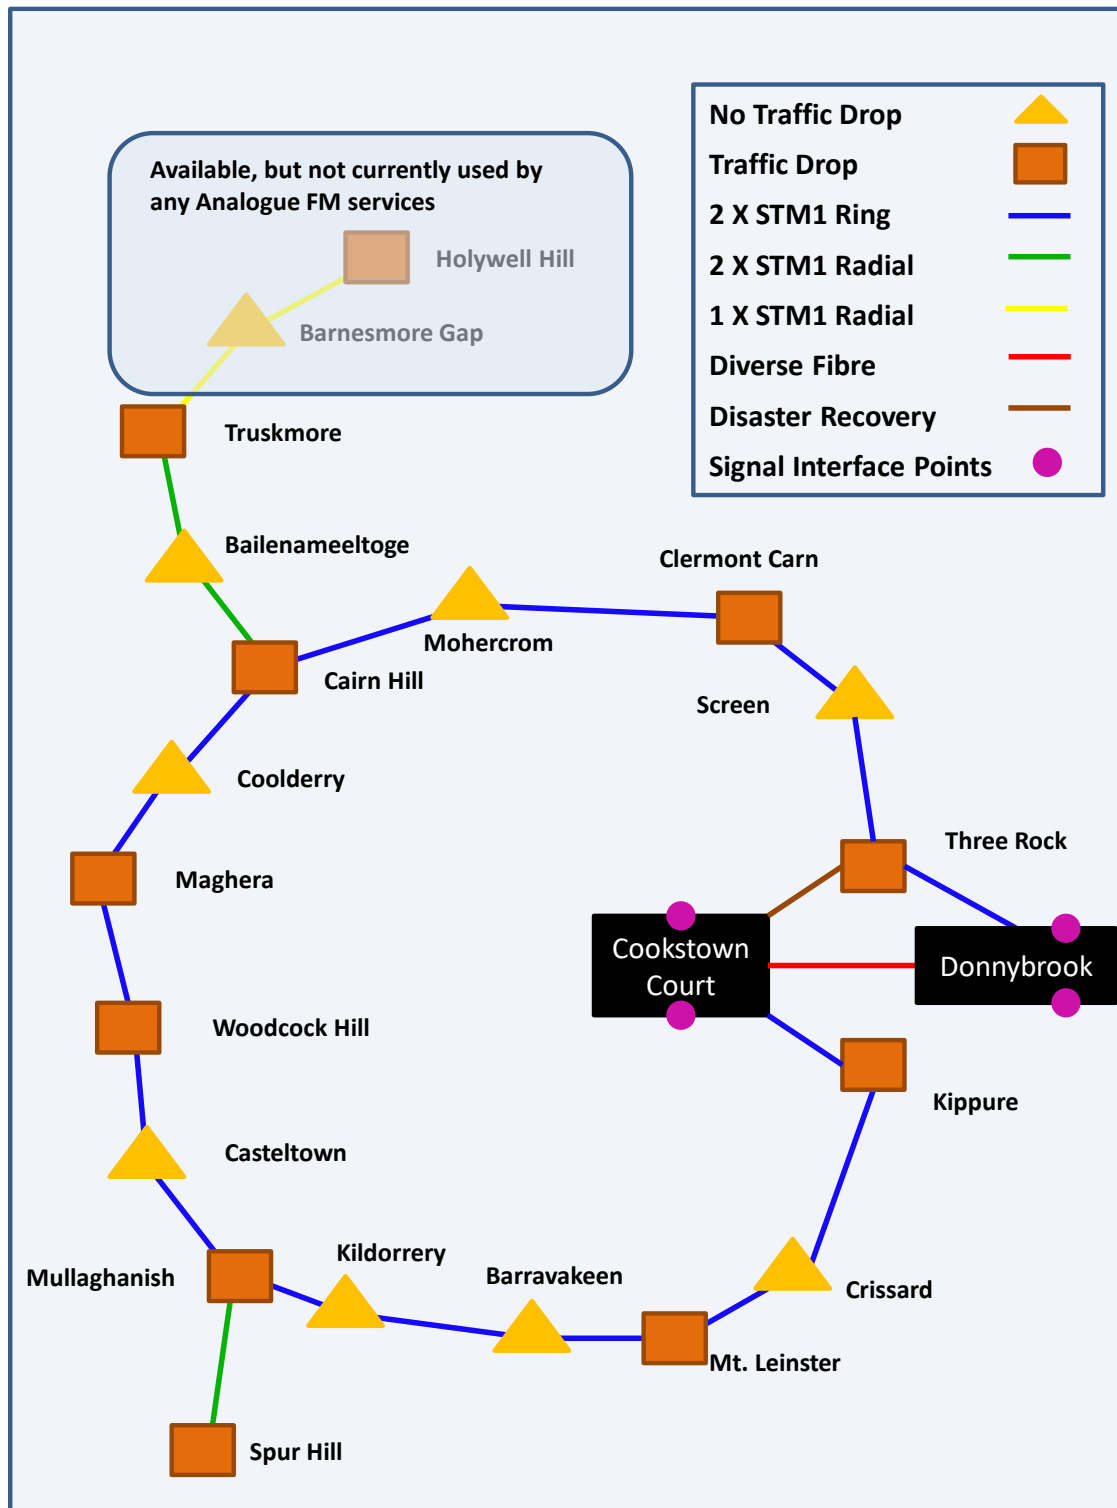 No Traffic Drop
Traffic Drop
2 X STM1 Ring
2 X STM1 Radial
1 X STM1 Radial
Diverse Fibre
Disaster Recovery
Signal Interface Points
Available, but not currently used by
any Analogue FM services
Holywell Hill
Barnesmore Gap
Truskmore
Bailenameeltoge
Clermont Carn
Mohercrom
Cairn Hill
Screen
Coolderry
Three Rock
Maghera
Cookstown
Court
Donnybrook
Woodcock Hill
Kippure
Casteltown
Kildorrery
Mullaghanish
Barravakeen
Crissard
Mt. Leinster
Spur Hill